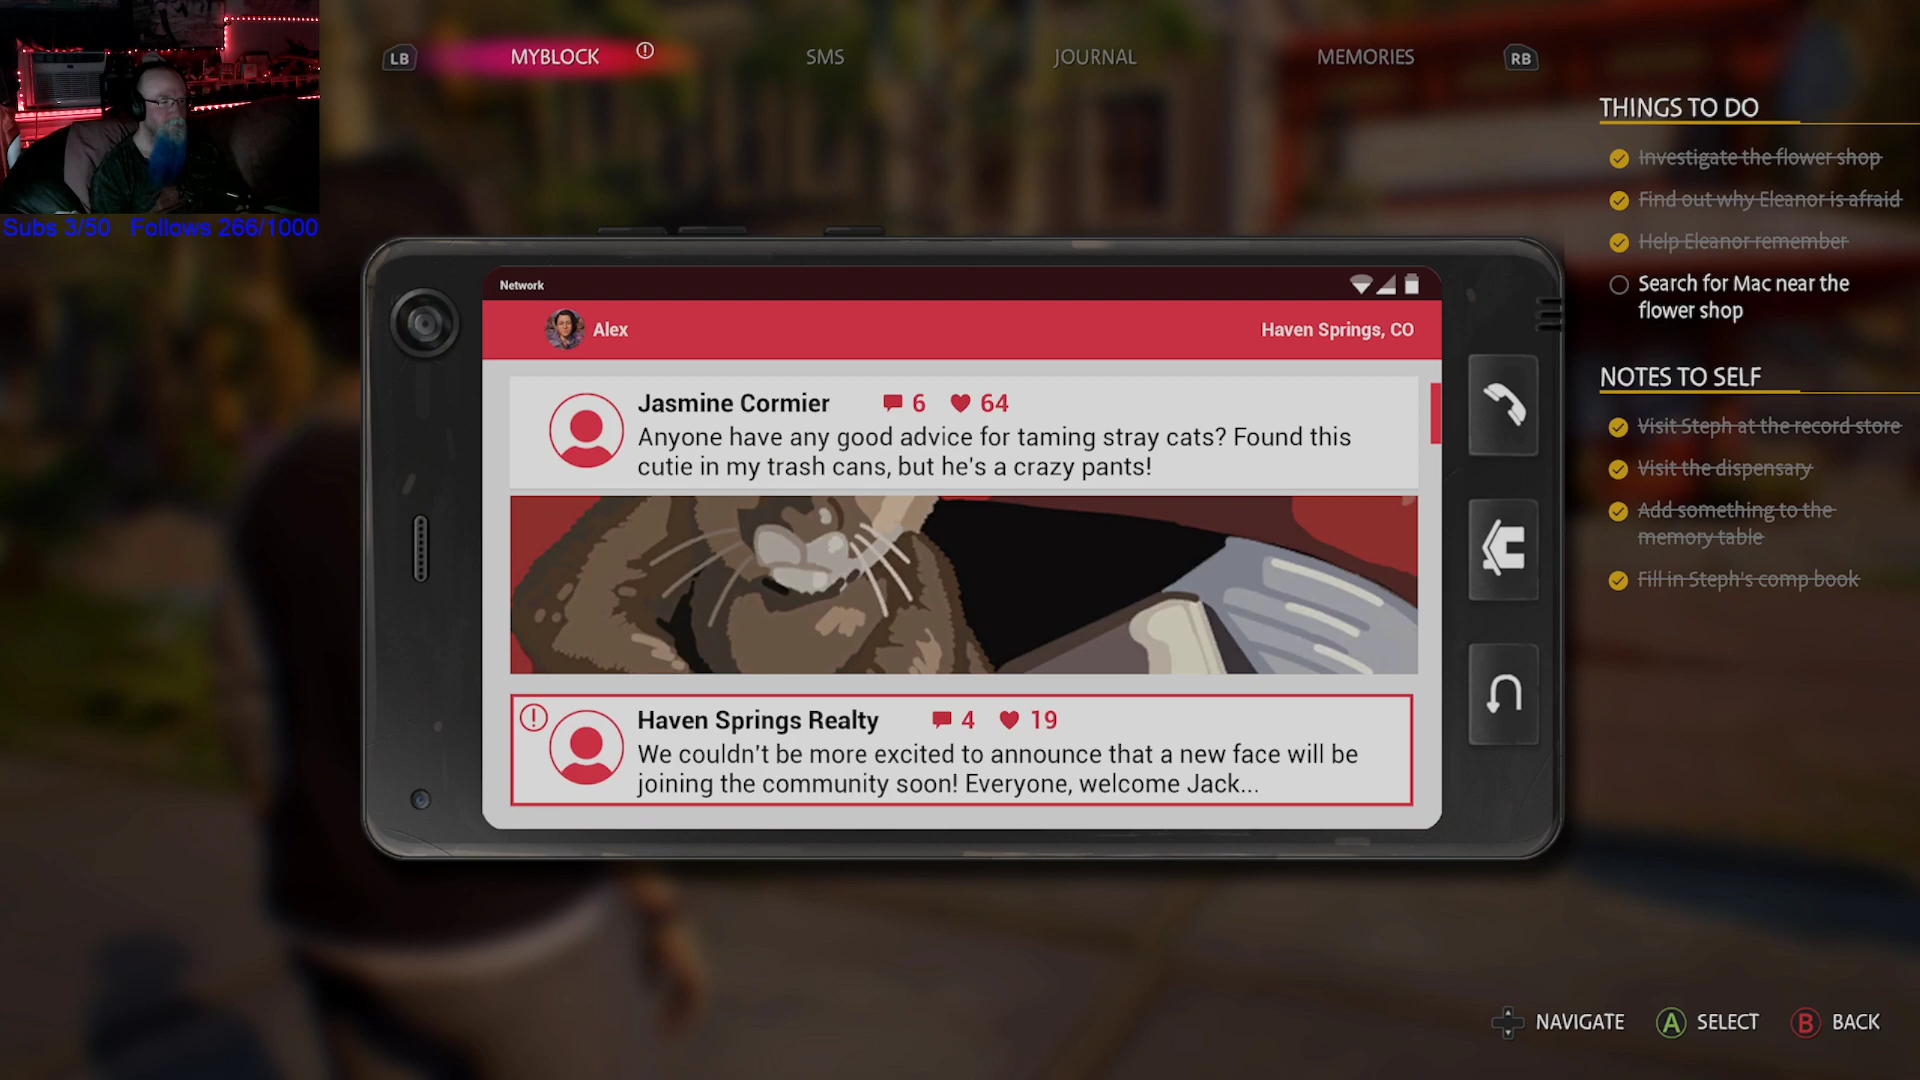 LB
MYBLOCK
SMS
JOURNAL
MEMORIES
RB
Subs 3/50 Follows 266/1000
Network
Alex
Haven Springs, CO
Jasmine Cormier 6 64
Anyone have any good advice for taming stray cats? Found this
cutie in my trash cans, but he's a crazy pants!
Haven Springs Realty 4 19
We couldn't be more excited to announce that a new face will be
joining the community soon! Everyone, welcome Jack...
THINGS TO DO
Investigate the flower shop
Find out why Eleanor is afraid
Help Eleanor remember
Search for Mac near the
flower shop
NOTES TO SELF
Visit Steph at the record store
Visit the dispensary
Add something to the
memory table
Fill in Steph's comp book
NAVIGATE
A SELECT
B BACK